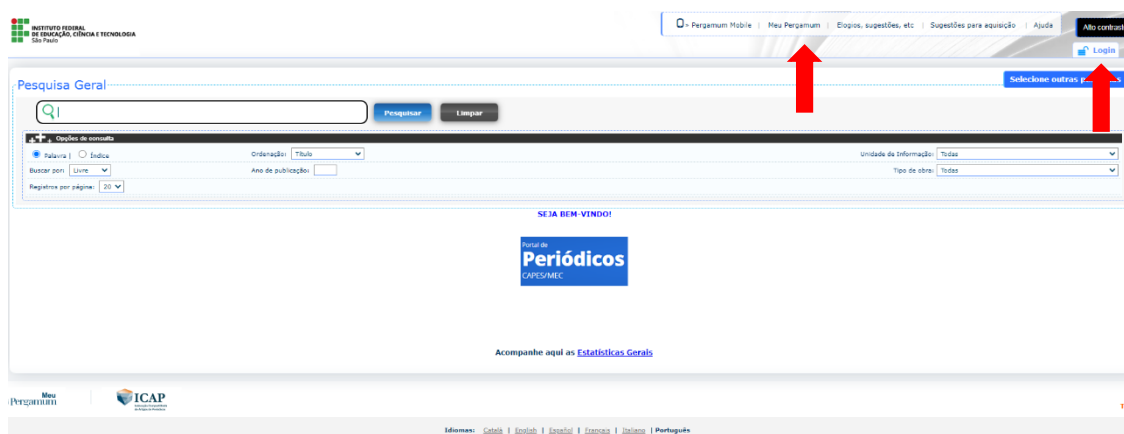 INSTITUTO FEDERAL
DE EDUCAÇÃO, CIÊNCIA E TECNOLOGIA
São Paulo
> Pergamum Mobile | Meu Pergamum | Elogios, sugestões, etc | Sugestões para aquisição | Ajuda
Alto contrast
Login
Pesquisa Geral
Selecione outras
Pesquisar Limpar
Opções de consulta
Palavra | Índice Ordenação: Título Unidade de Informação: Todas
Buscar por: Livre Ano de publicação: Tipo de obra: Todas
Registros por página: 20
SEJA BEM-VINDO!
Portal de
Periódicos
CAPES/MEC
Acompanhe aqui as Estatísticas Gerais
Meu
Pergamum
ICAP
Idiomas: Català | English | Español | Français | Italiano | Português